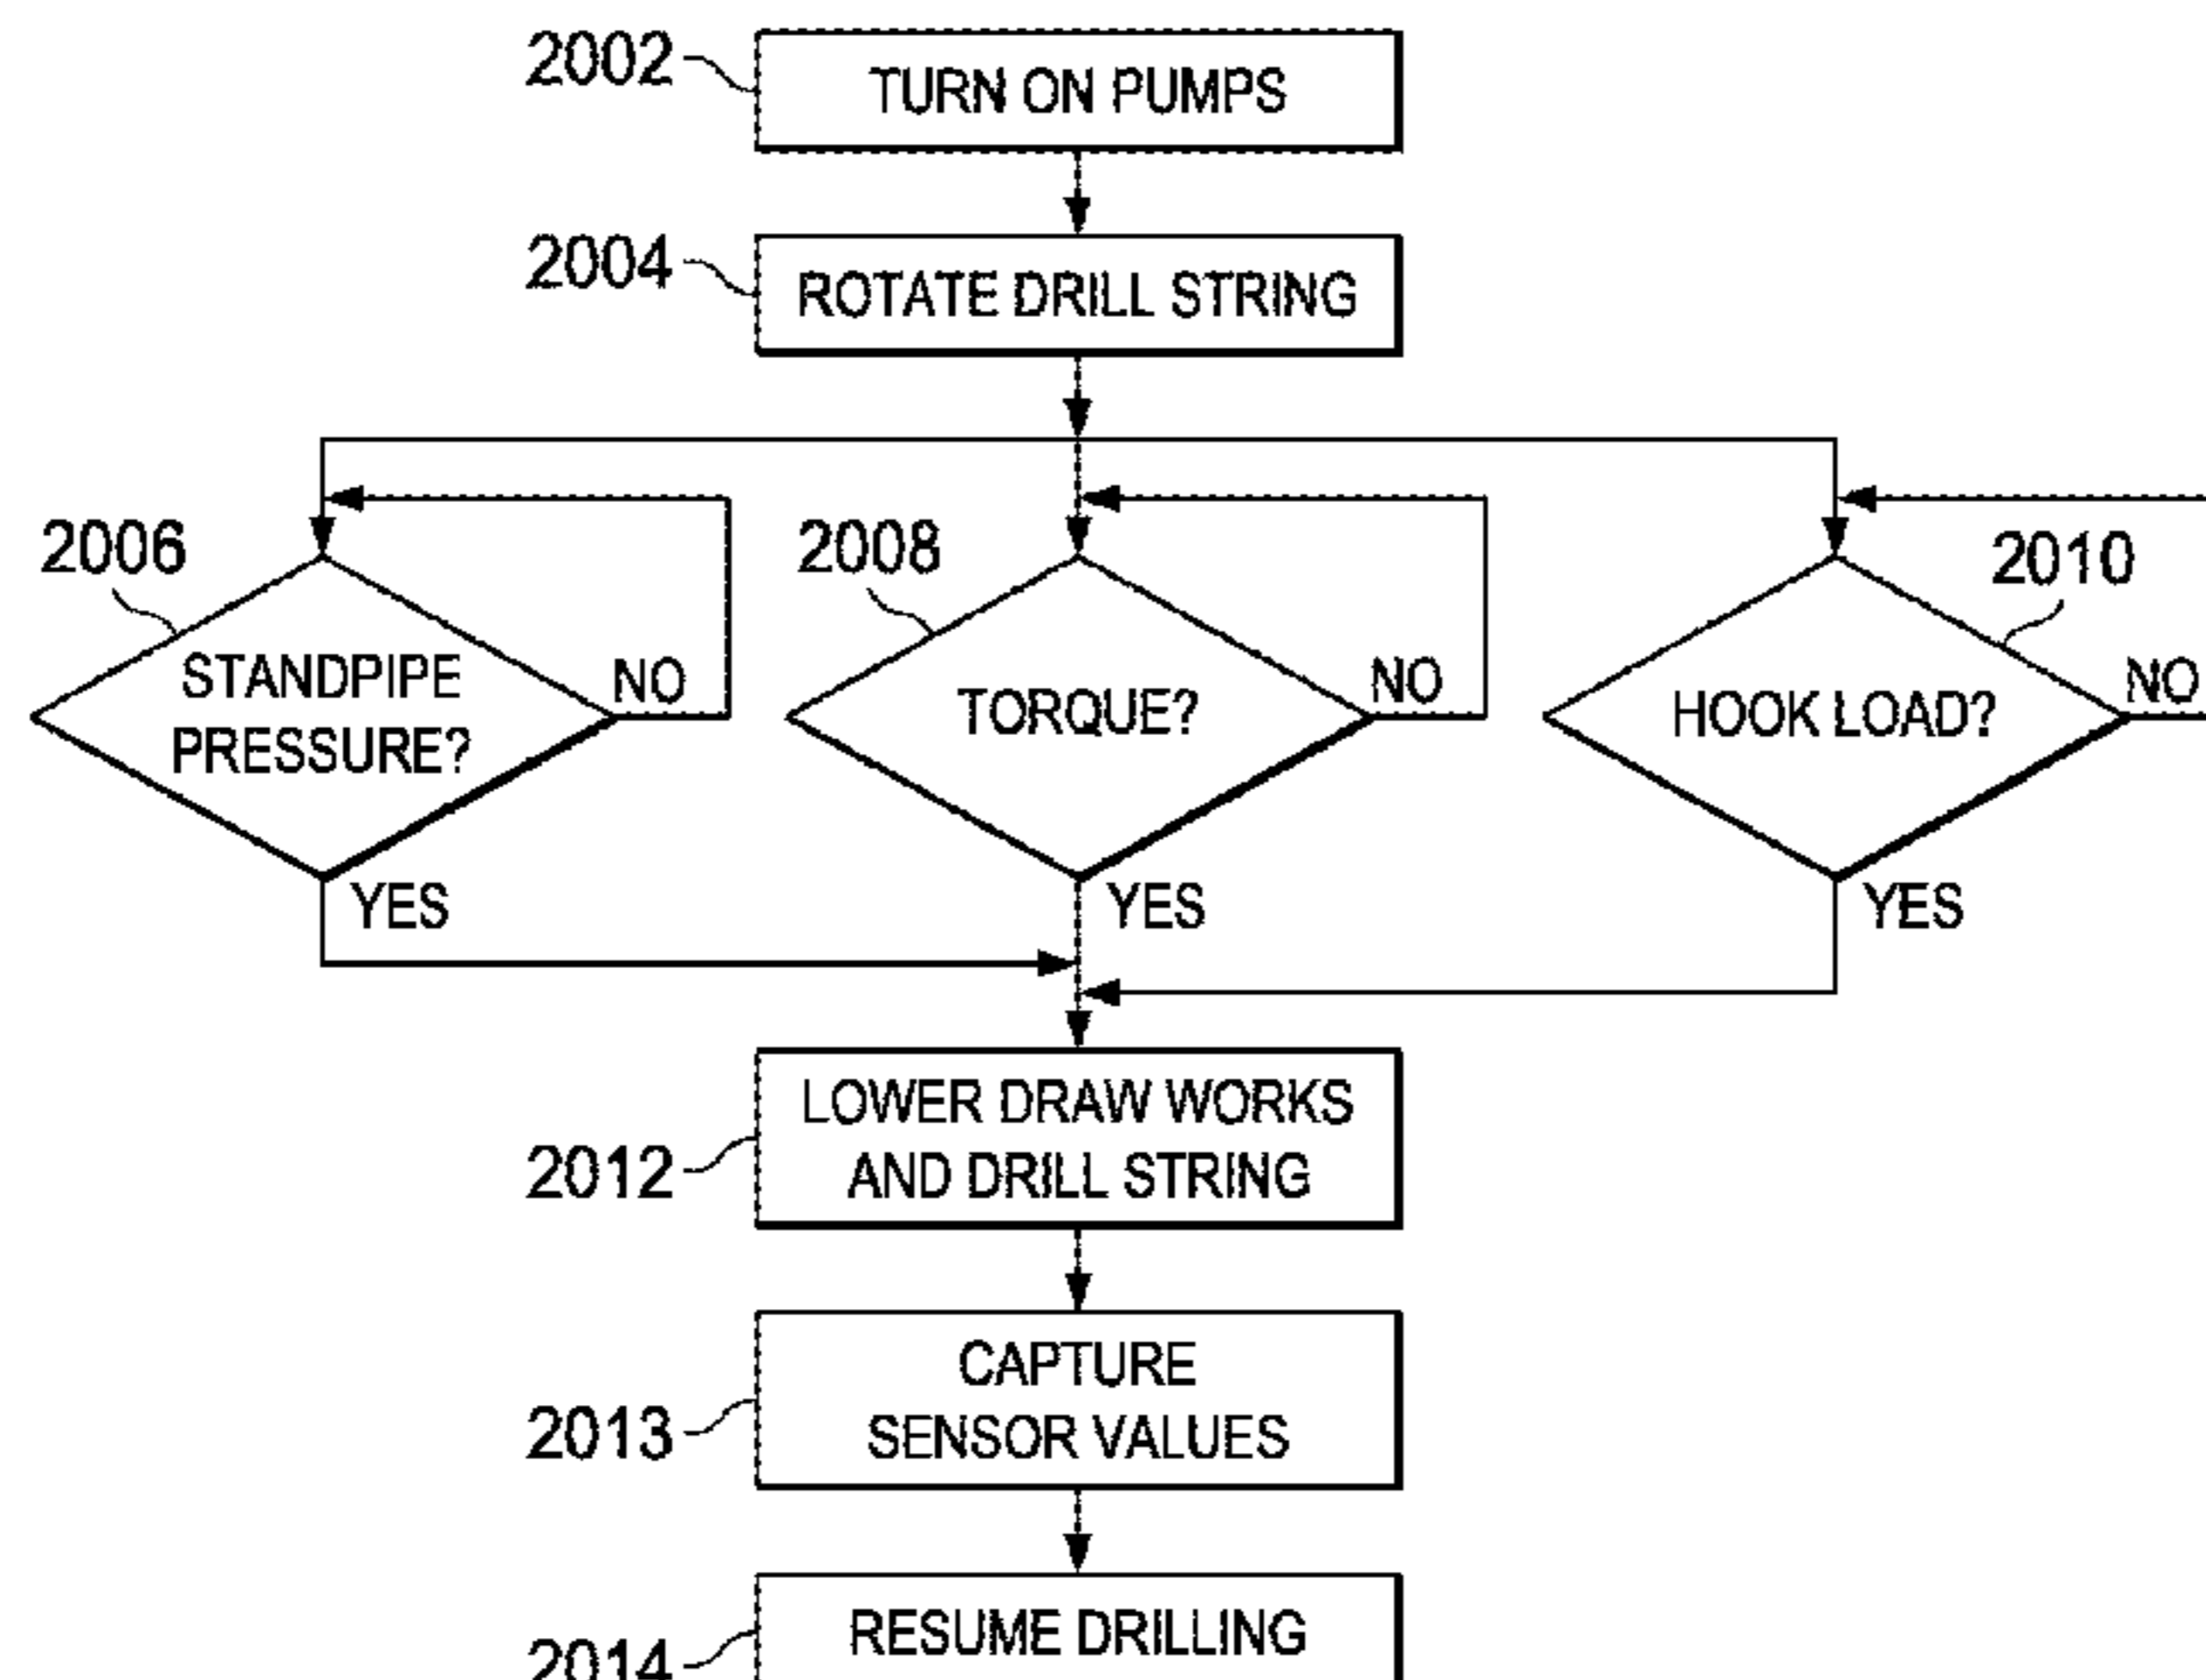 2002
TURN ON PUMPS
2004
ROTATE DRILL STRING
2006
STANDPIPE
PRESSURE?
NO
YES
2008
TORQUE?
NO
YES
2010
HOOK LOAD?
NO
YES
2012
LOWER DRAW WORKS
AND DRILL STRING
2013
CAPTURE
SENSOR VALUES
2014
RESUME DRILLING